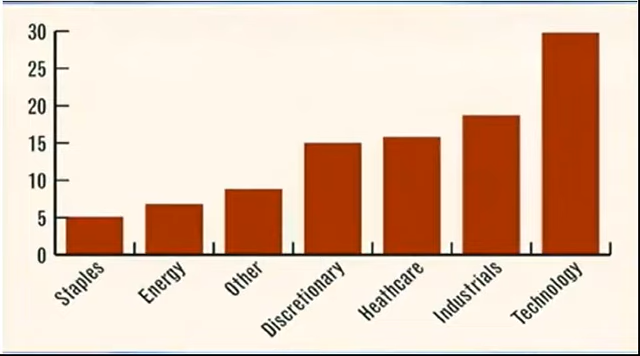 30
25
20
15
10
5
0
Staples
Energy
Other
Discretionary
Heathcare
Industrials
Technology